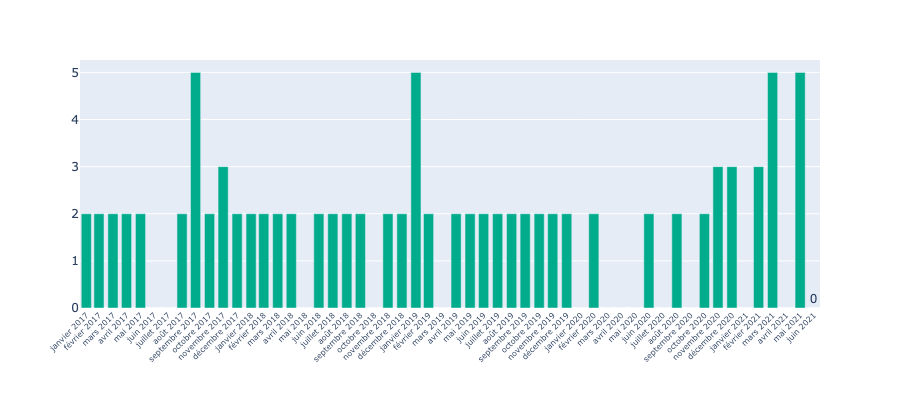 5
4
3
2
1
0
0
janvier 2017
février 2017
mars 2017
avril 2017
mai 2017
juin 2017
juillet 2017
août 2017
septembre 2017
octobre 2017
novembre 2017
décembre 2017
janvier 2018
février 2018
mars 2018
avril 2018
mai 2018
juin 2018
juillet 2018
août 2018
septembre 2018
octobre 2018
novembre 2018
décembre 2018
janvier 2019
février 2019
mars 2019
avril 2019
mai 2019
juin 2019
juillet 2019
août 2019
septembre 2019
octobre 2019
novembre 2019
décembre 2019
janvier 2020
février 2020
mars 2020
avril 2020
mai 2020
juin 2020
juillet 2020
août 2020
septembre 2020
octobre 2020
novembre 2020
décembre 2020
janvier 2021
février 2021
mars 2021
avril 2021
mai 2021
juin 2021